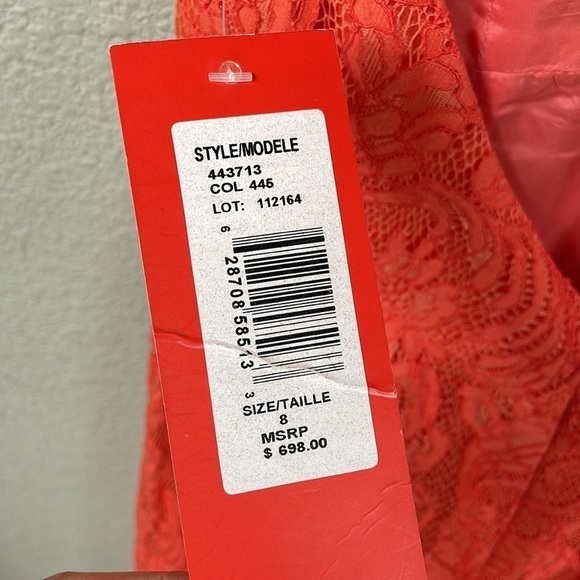 STYLE/MODELE
443713
COL 445
LOT: 112164
6 28708 58513 3
SIZE/TAILLE
8
MSRP
$ 698.00